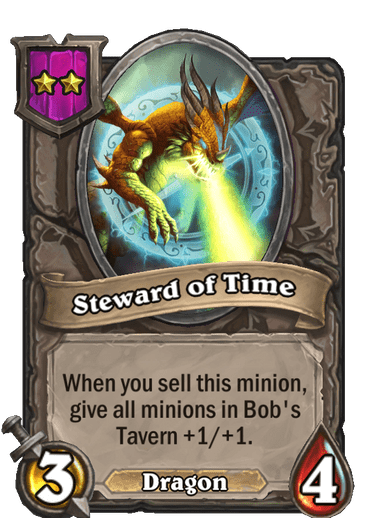 Steward of Time
When you sell this minion,
give all minions in Bob's
Tavern +1/+1.
3
Dragon
4